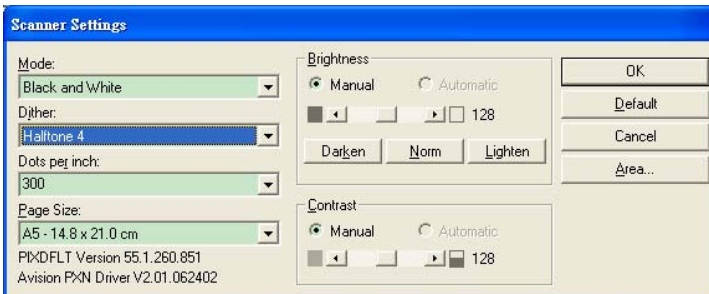 Scanner Settings
Mode:
Black and White
Dither:
Halftone 4
Dots per inch:
300
Page Size:
A5 - 14.8 x 21.0 cm
PIXDFLT Version 55.1.260.851
Avision PXN Driver V2.01.062402
Brightness
Manual Automatic
128
Darken Norm Lighten
Contrast
Manual Automatic
128
OK
Default
Cancel
Area...